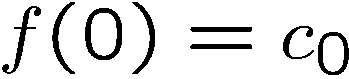 f(0) = c₀